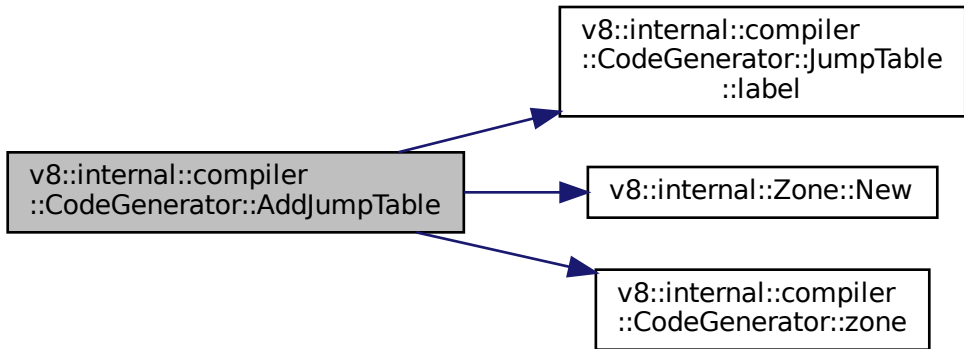 v8::internal::compiler
::CodeGenerator::JumpTable
::label
v8::internal::compiler
::CodeGenerator::AddJumpTable
v8::internal::Zone::New
v8::internal::compiler
::CodeGenerator::zone